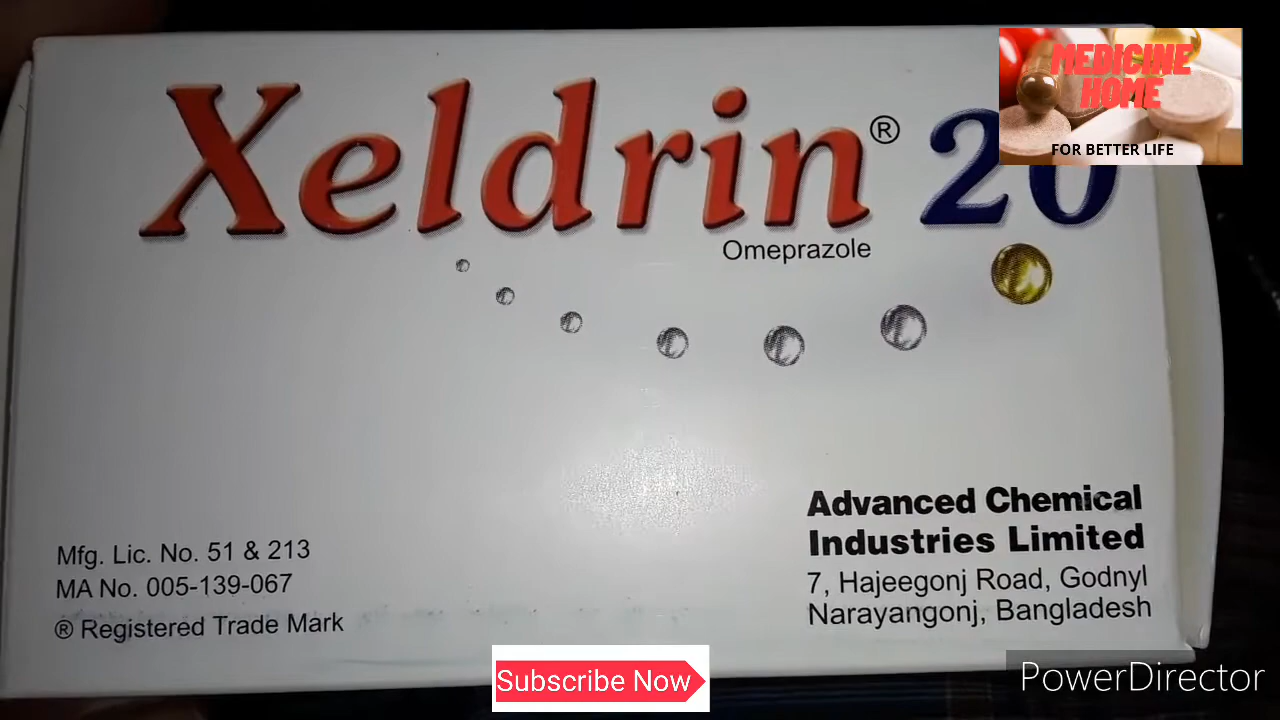 Xeldrin® 20
Omeprazole
MEDICINE
HOME
FOR BETTER LIFE
Mfg. Lic. No. 51 & 213
MA No. 005-139-067
® Registered Trade Mark
Advanced Chemical
Industries Limited
7, Hajeegonj Road, Godnyl
Narayangonj, Bangladesh
Subscribe Now
PowerDirector